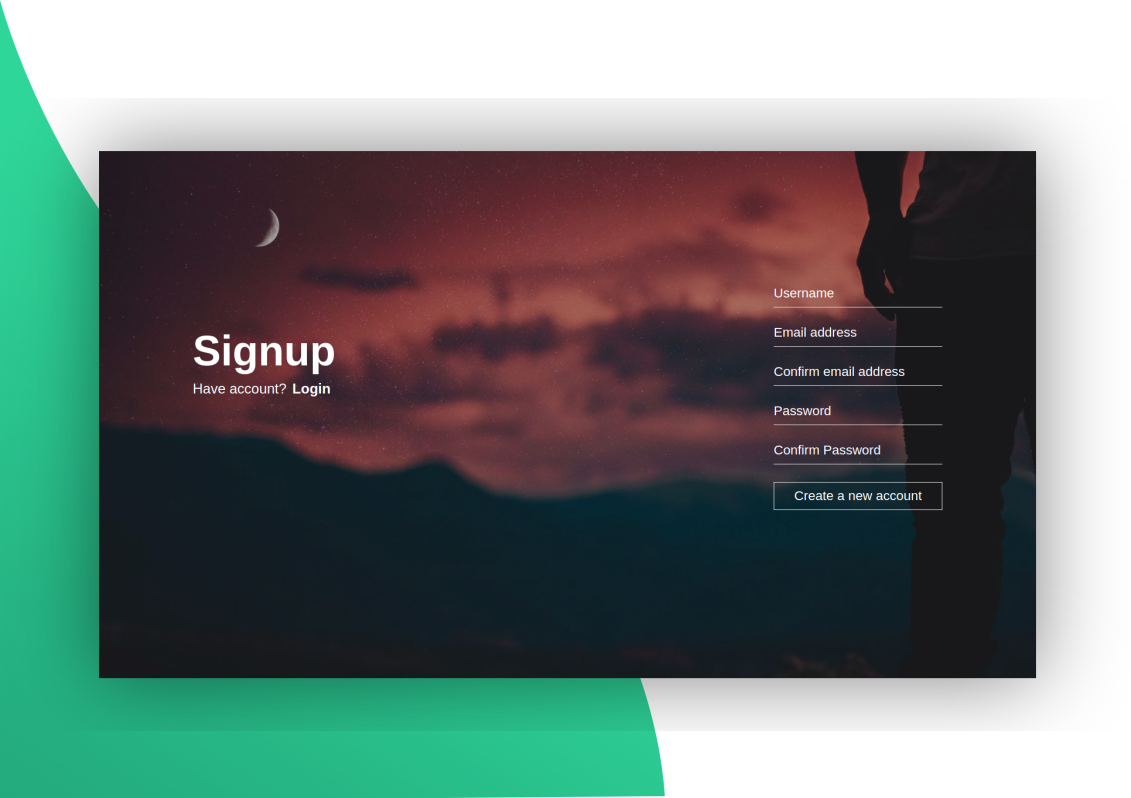 Signup
Have account? Login
Username
Email address
Confirm email address
Password
Confirm Password
Create a new account